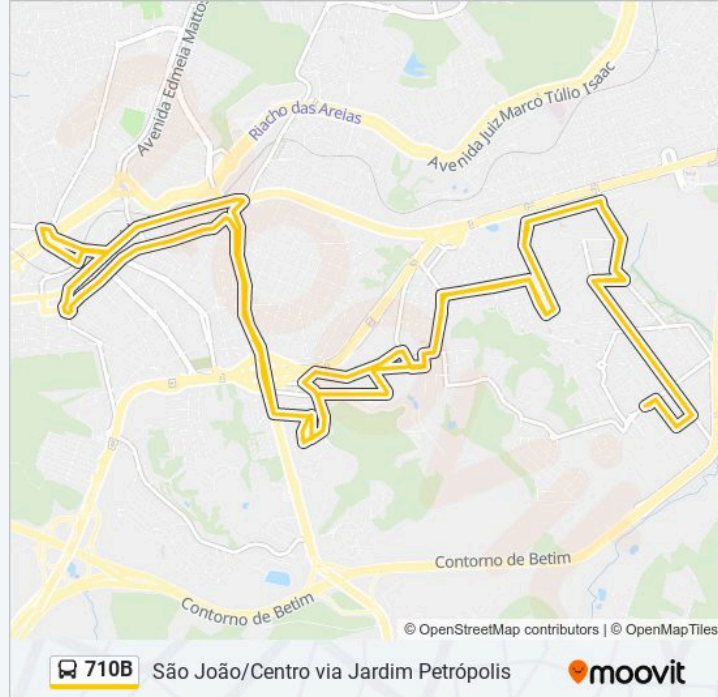 Avenida Edmeia Mattos
Riacho das Areias
Avenida Juiz Marco Túlio Isaac
Contorno de Betim
Contorno de Betim
© OpenStreetMap contributors | © OpenMapTiles
710B São João/Centro via Jardim Petrópolis
moovit